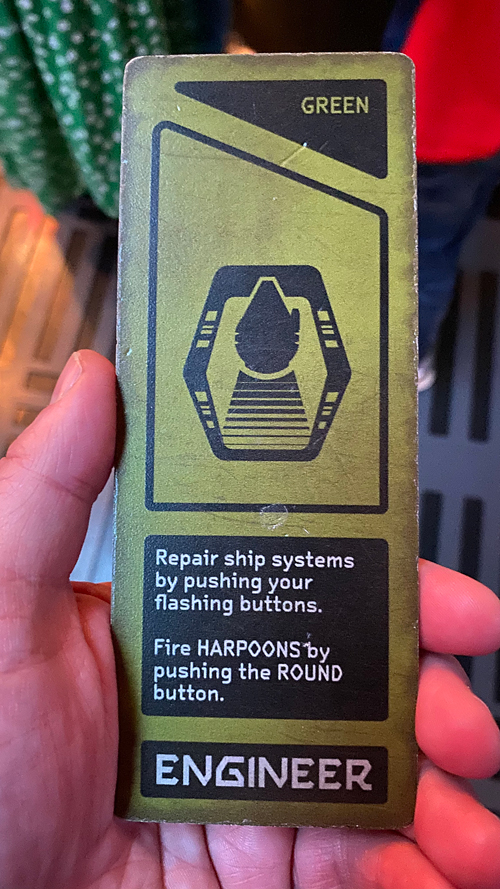 GREEN
Repair ship systems
by pushing your
flashing buttons.
Fire HARPOONS by
pushing the ROUND
button.
ENGINEER